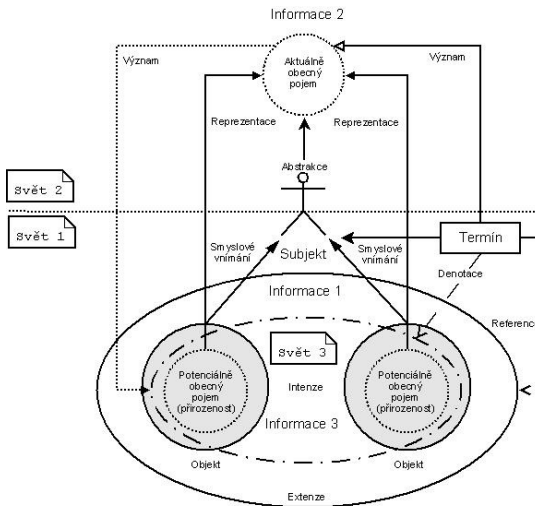 Informace 2
Význam
Význam
Aktuálně
obecný
pojem
Reprezentace
Reprezentace
Abstrakce
Svět 2
Svět 1
Termín
Smyslové
vnímání
Subjekt
Smyslové
vnímání
Denotace
Informace 1
Reference
Svět 3
Potenciálně
obecný
pojem
(přirozenost)
Intenze
Potenciálně
obecný
pojem
(přirozenost)
Informace 3
Objekt
Objekt
Extenze